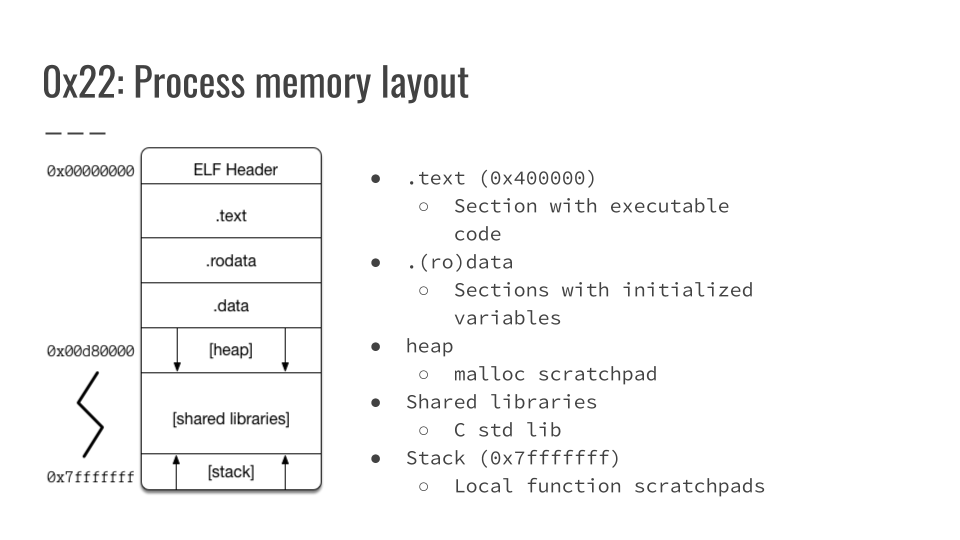 0x22: Process memory layout
0x00000000
ELF Header
.text
.rodata
.data
0x00d80000
[heap]
[shared libraries]
0x7fffffff
[stack]
● .text (0x400000)
○ Section with executable
code
● .(ro)data
○ Sections with initialized
variables
● heap
○ malloc scratchpad
● Shared libraries
○ C std lib
● Stack (0x7fffffff)
○ Local function scratchpads